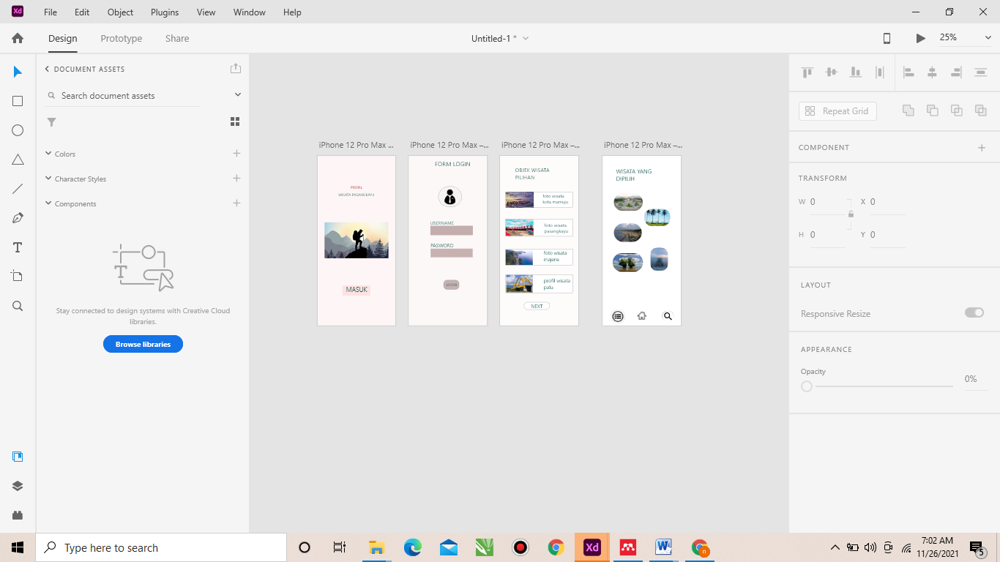 Xd File Edit Object Plugins View Window Help
Design Prototype Share Untitled-1 * 25%
DOCUMENT ASSETS
Search document assets
Colors
Character Styles
Components
Stay connected to design systems with Creative Cloud
libraries.
Browse libraries
iPhone 12 Pro Max ...
PROFIL
WISATA PASANGKAYU
MASUK
iPhone 12 Pro Max –...
FORM LOGIN
USERNAME
PASWORD
LOGIN
iPhone 12 Pro Max –...
OBJEK WISATA
PILIHAN
foto wisata
kota mamuju
foto wisata
pasangkayu
foto wisata
majene
profil wisata
palu
NEXT
iPhone 12 Pro Max –...
WISATA YANG
DIPILIH
Repeat Grid
COMPONENT
TRANSFORM
W 0 X 0
H 0 Y 0
LAYOUT
Responsive Resize
APPEARANCE
Opacity
0%
Type here to search
Xd
W
n
7:02 AM
11/26/2021
5